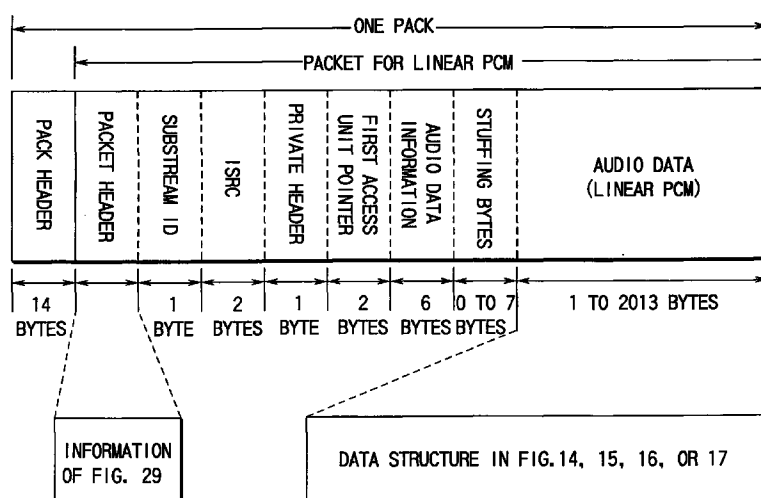 ONE PACK
PACKET FOR LINEAR PCM
PACK HEADER
PACKET HEADER
SUBSTREAM ID
ISRC
PRIVATE HEADER
FIRST ACCESS
UNIT POINTER
AUDIO DATA
INFORMATION
STUFFING BYTES
AUDIO DATA
(LINEAR PCM)
14
BYTES
1
BYTE
2
BYTES
1
BYTE
2
BYTES
6
BYTES
0 TO 7
BYTES
1 TO 2013 BYTES
INFORMATION
OF FIG. 29
DATA STRUCTURE IN FIG.14, 15, 16, OR 17